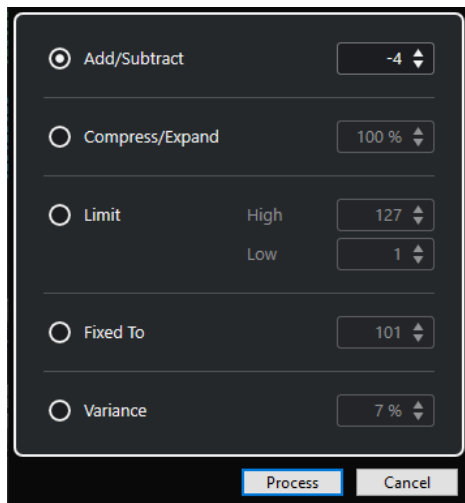 Add/Subtract -4
Compress/Expand 100 %
Limit High 127
Low 1
Fixed To 101
Variance 7 %
Process Cancel